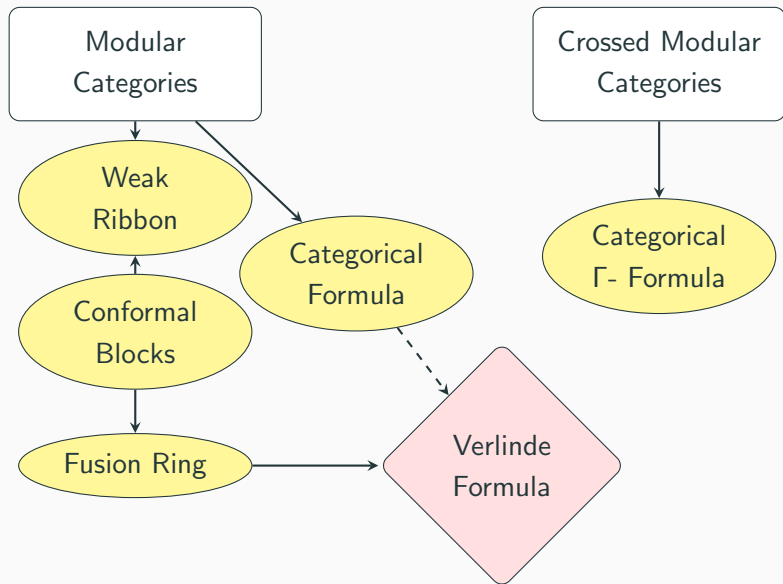 Modular
Categories
Crossed Modular
Categories
Weak
Ribbon
Categorical
Formula
Categorical
Γ- Formula
Conformal
Blocks
Fusion Ring
Verlinde
Formula